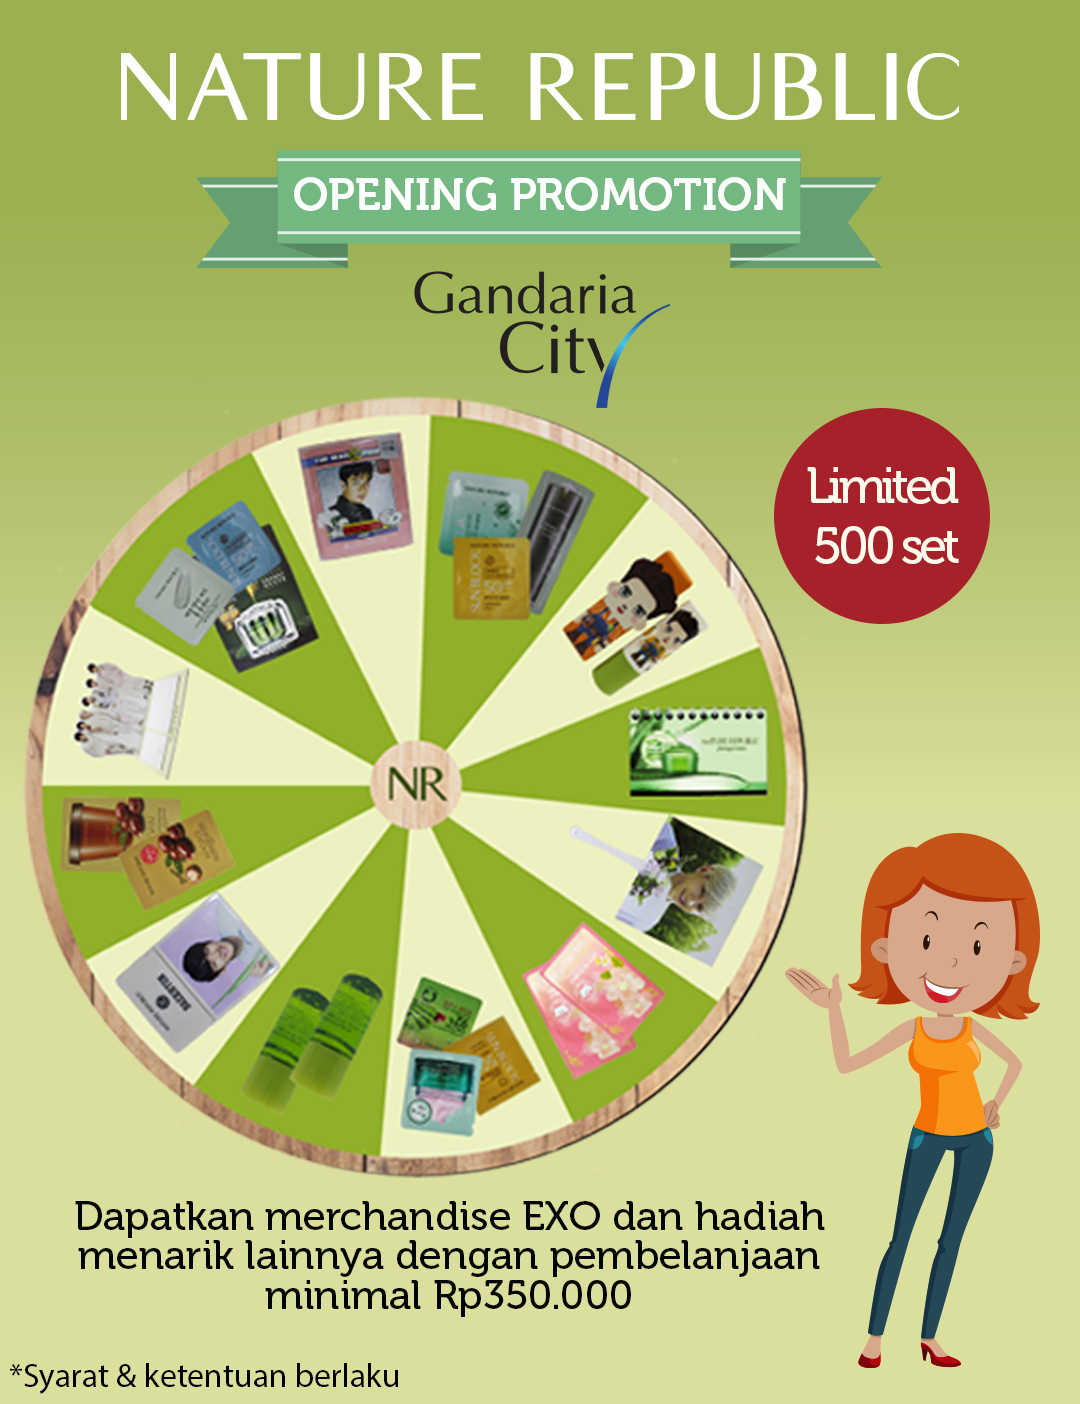 NATURE REPUBLIC
OPENING PROMOTION
Gandaria
City
Limited
500 set
NR
Dapatkan merchandise EXO dan hadiah
menarik lainnya dengan pembelanjaan
minimal Rp350.000
*Syarat & ketentuan berlaku